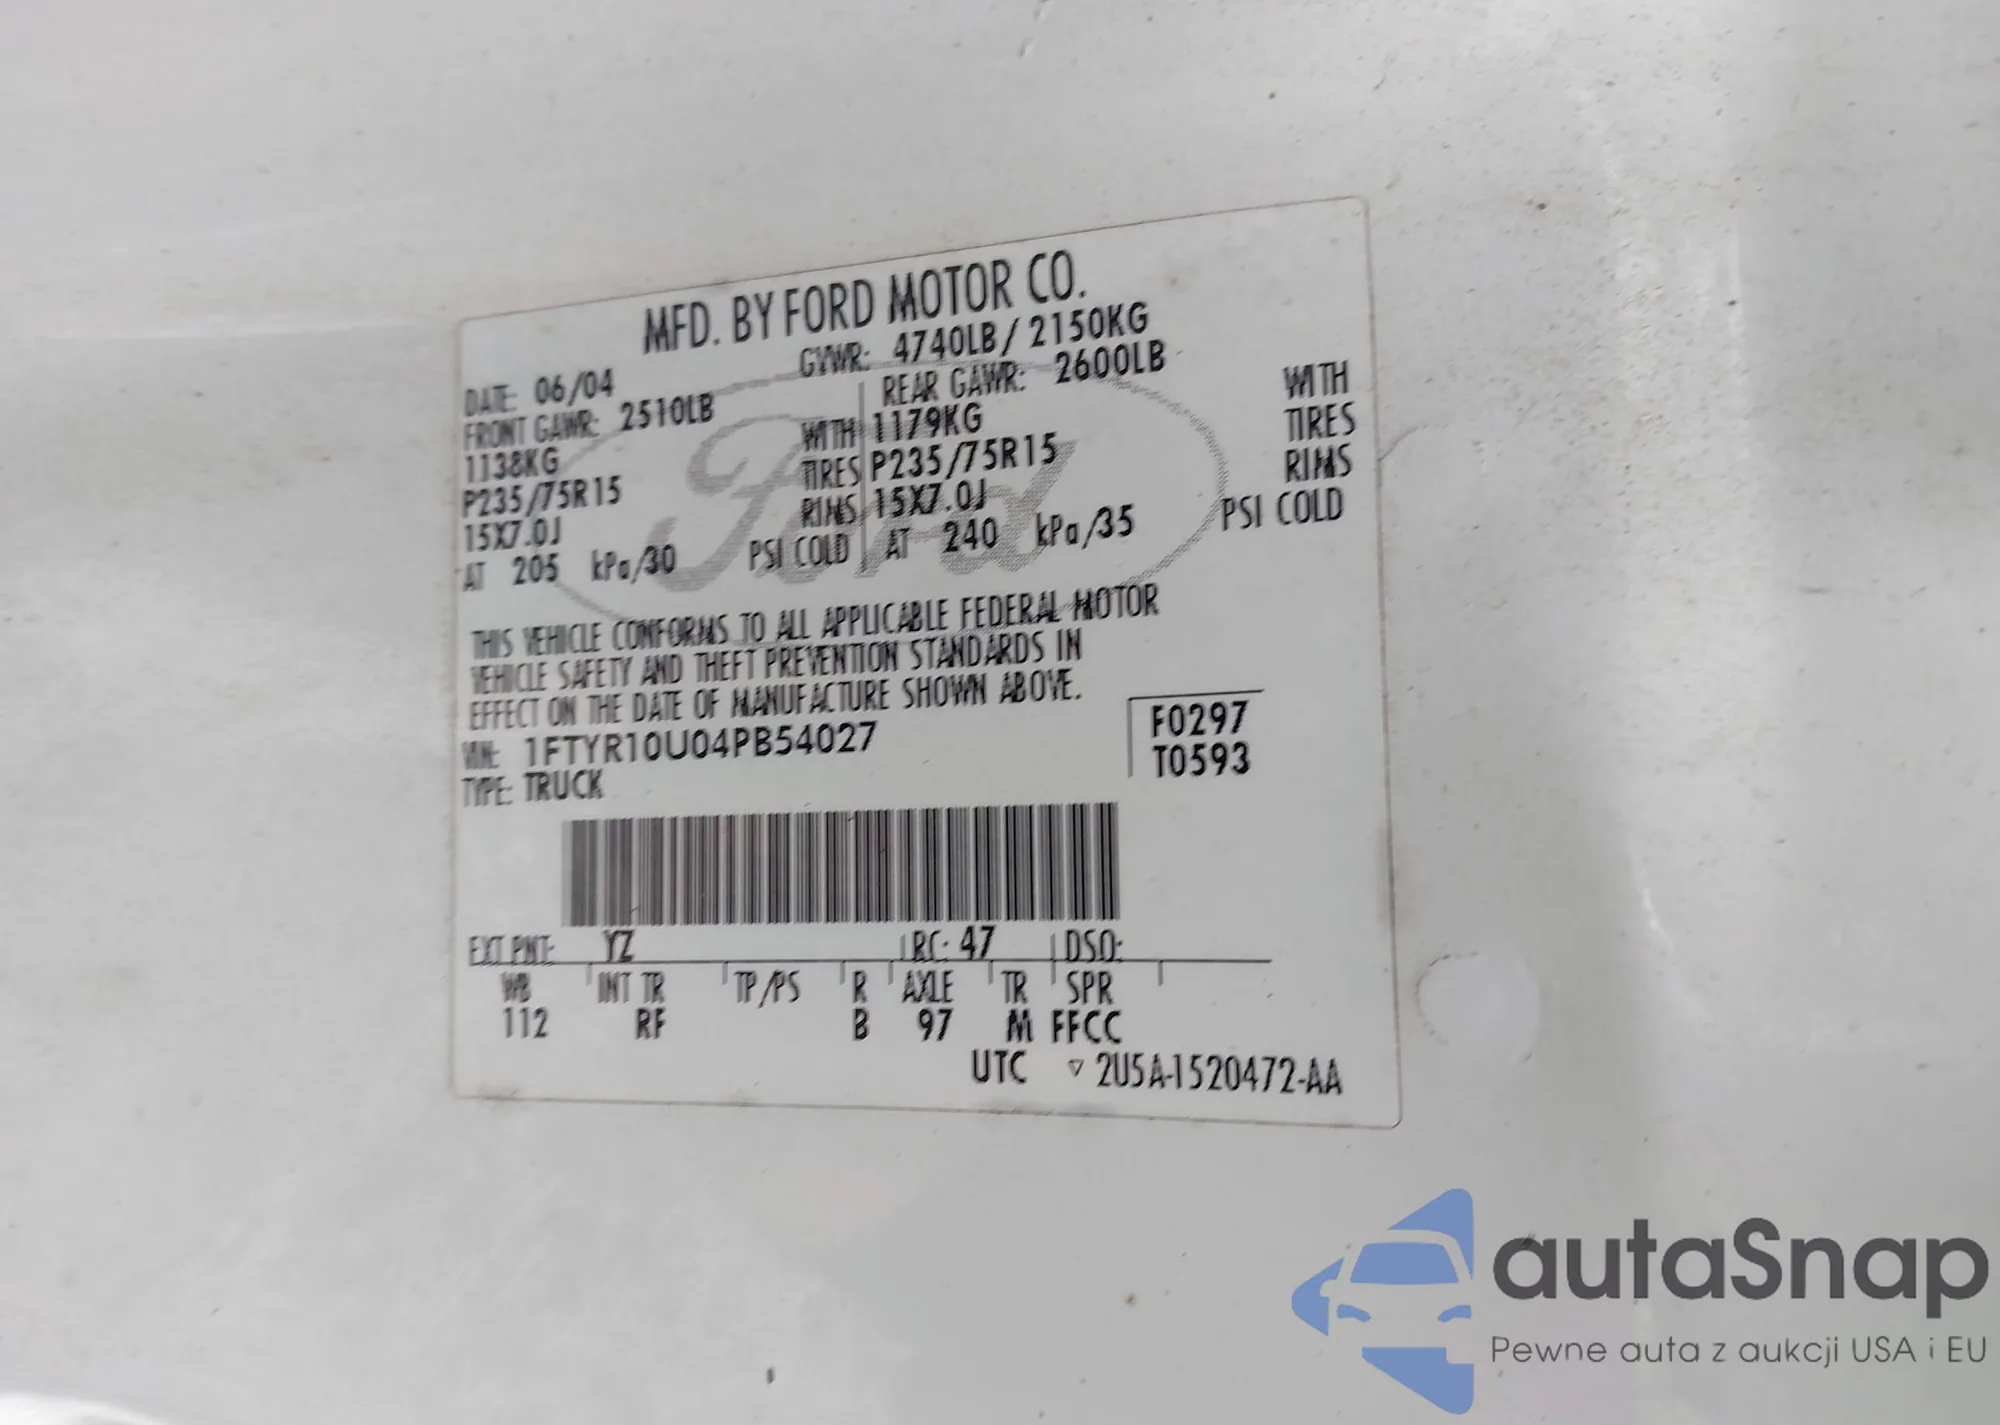 MFD. BY FORD MOTOR CO.
DATE: 06/04 GVWR: 4740LB / 2150KG
FRONT GAWR: 2510LB REAR GAWR: 2600LB
1138KG WITH 1179KG WITH
P235/75R15 TIRES P235/75R15 TIRES
15X7.0J RIMS 15X7.0J RIMS
AT 205 kPa/30 PSI COLD AT 240 kPa/35 PSI COLD
Ford
THIS VEHICLE CONFORMS TO ALL APPLICABLE FEDERAL MOTOR
VEHICLE SAFETY AND THEFT PREVENTION STANDARDS IN
EFFECT ON THE DATE OF MANUFACTURE SHOWN ABOVE.
VIN: 1FTYR10U04PB54027 F0297
TYPE: TRUCK T0593
EXT PNT: YZ RC: 47 DSO:
WB INT TR TP/PS R AXLE TR SPR
112 RF B 97 M FFCC
UTC ▽ 2U5A-1520472-AA
autaSnap
Pewne auta z aukcji USA i EU